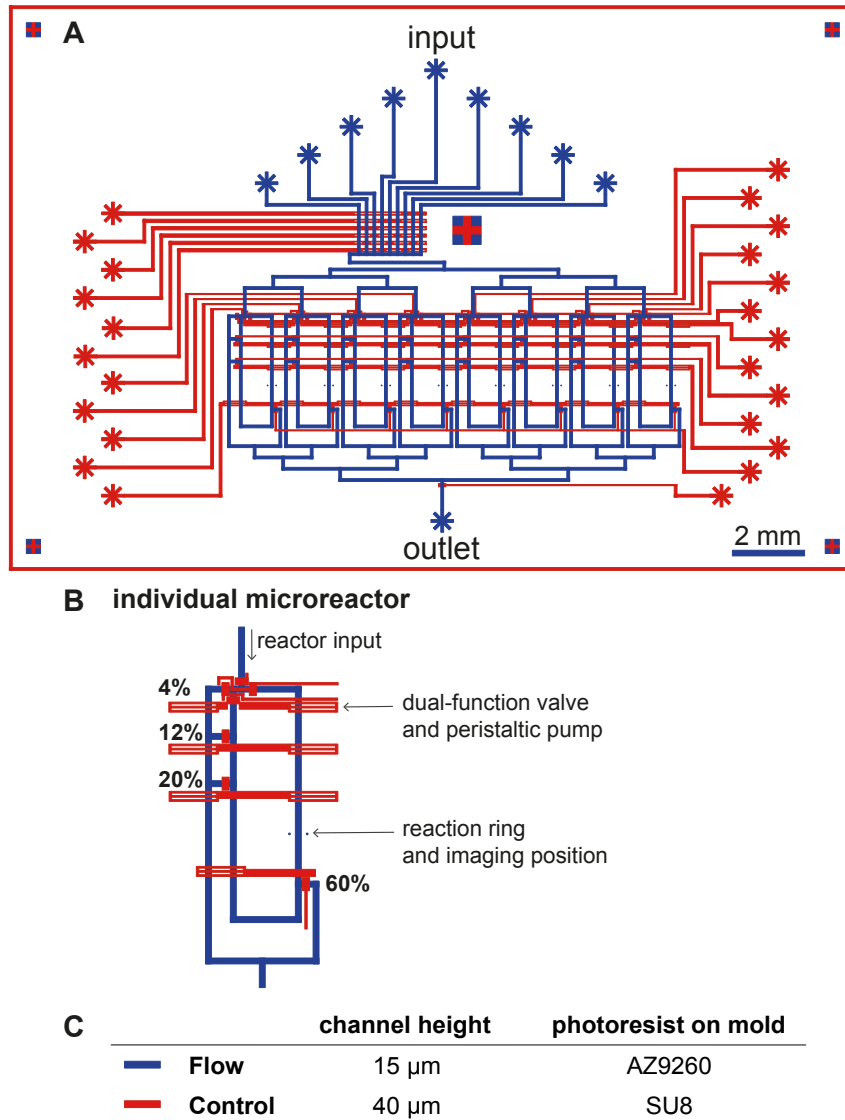 A
input
outlet
2 mm
B individual microreactor
reactor input
4%
dual-function valve
and peristaltic pump
12%
20%
reaction ring
and imaging position
60%
C
channel height photoresist on mold
Flow 15 µm AZ9260
Control 40 µm SU8